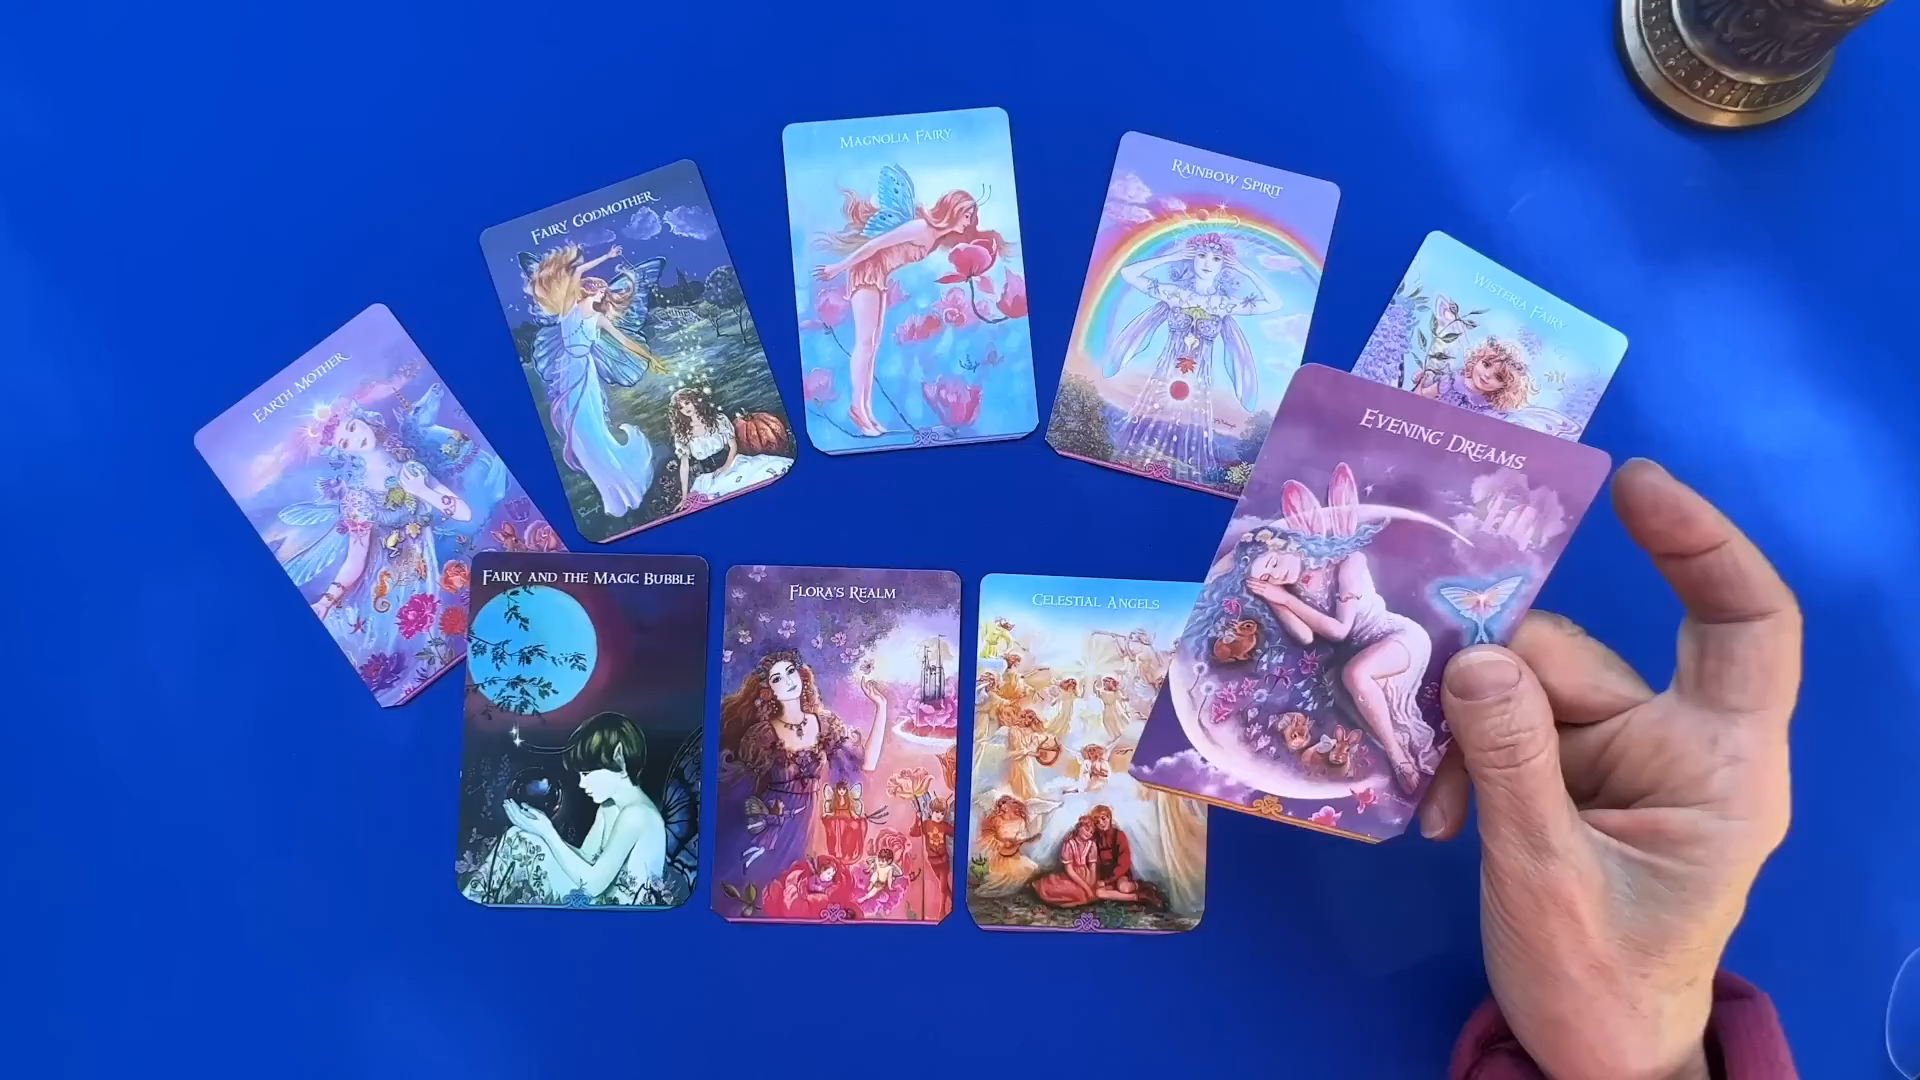 MAGNOLIA FAIRY
RAINBOW SPIRIT
FAIRY GODMOTHER
WISTERIA FAIRY
EARTH MOTHER
EVENING DREAMS
FAIRY AND THE MAGIC BUBBLE
FLORA'S REALM
CELESTIAL ANGELS